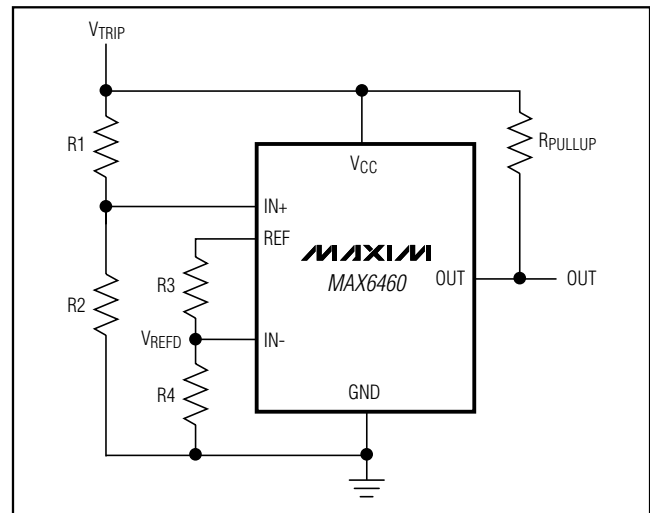 VTRIP
R1
RPULLUP
VCC
IN+
REF
MAXIM
MAX6460
OUT
OUT
R3
R2
VREFD
IN-
R4
GND